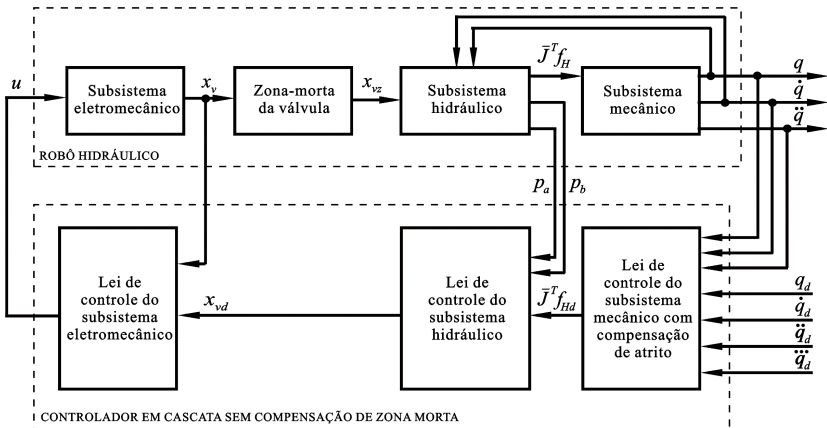 u
Subsistema
eletromecânico
x_v
Zona-morta
da válvula
x_vz
Subsistema
hidráulico
J̅^T f_H
Subsistema
mecânico
q
q̇
q̈
ROBÔ HIDRÁULICO
p_a
p_b
Lei de
controle do
subsistema
eletromecânico
x_vd
Lei de
controle do
subsistema
hidráulico
J̅^T f_Hd
Lei de
controle do
subsistema
mecânico com
compensação
de atrito
q_d
q̇_d
q̈_d
q⃛_d
CONTROLADOR EM CASCATA SEM COMPENSAÇÃO DE ZONA MORTA